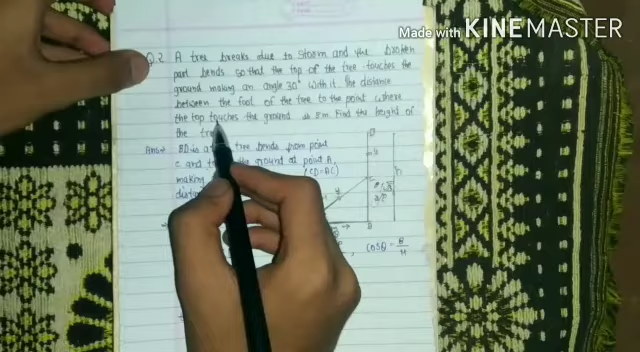 Made with KINEMASTER
Q.2 A tree breaks due to storm and the broken
part bends so that the top of the tree touches the
ground making an angle 30° with it. The distance
between the foot of the tree to the point where
the top touches the ground is 8m. Find the height of
the
Ans→ BD is a tree bends from point
C and the ground at point A,
making (CD=AC)
D
y
h
y
B
, cosθ = B/H